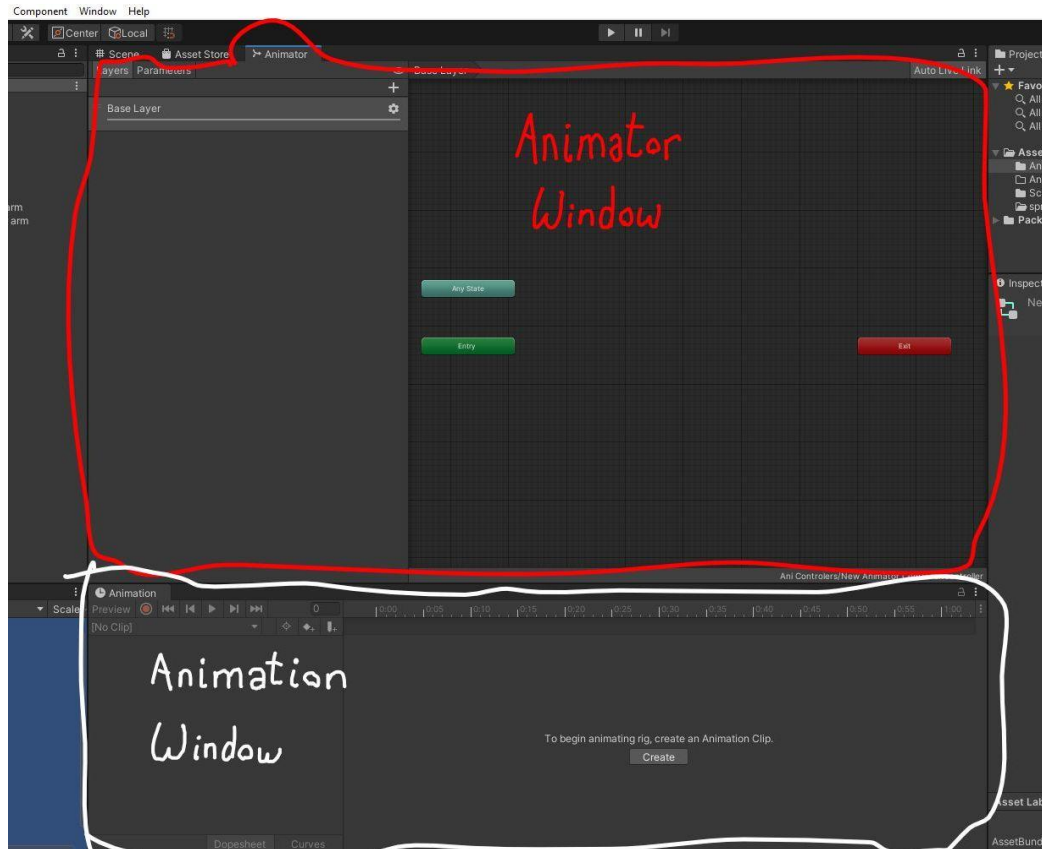 Component Window Help
Center Local
Scene Asset Store Animator
Project
Layers Parameters
Base Layer
Auto Live Link
Base Layer
Favo
All
All
All
Asse
An
An
Sc
spr
Pack
arm
arm
Animator
Window
Any State
Entry
Exit
Inspect
Ne
Ani Controlers/New Animator
Animation
Scale
Preview
0
0:00 0:05 0:10 0:15 0:20 0:25 0:30 0:35 0:40 0:45 0:50 0:55 1:00
[No Clip]
Animation
Window
To begin animating rig, create an Animation Clip.
Create
Dopesheet Curves
Asset Lab
AssetBund